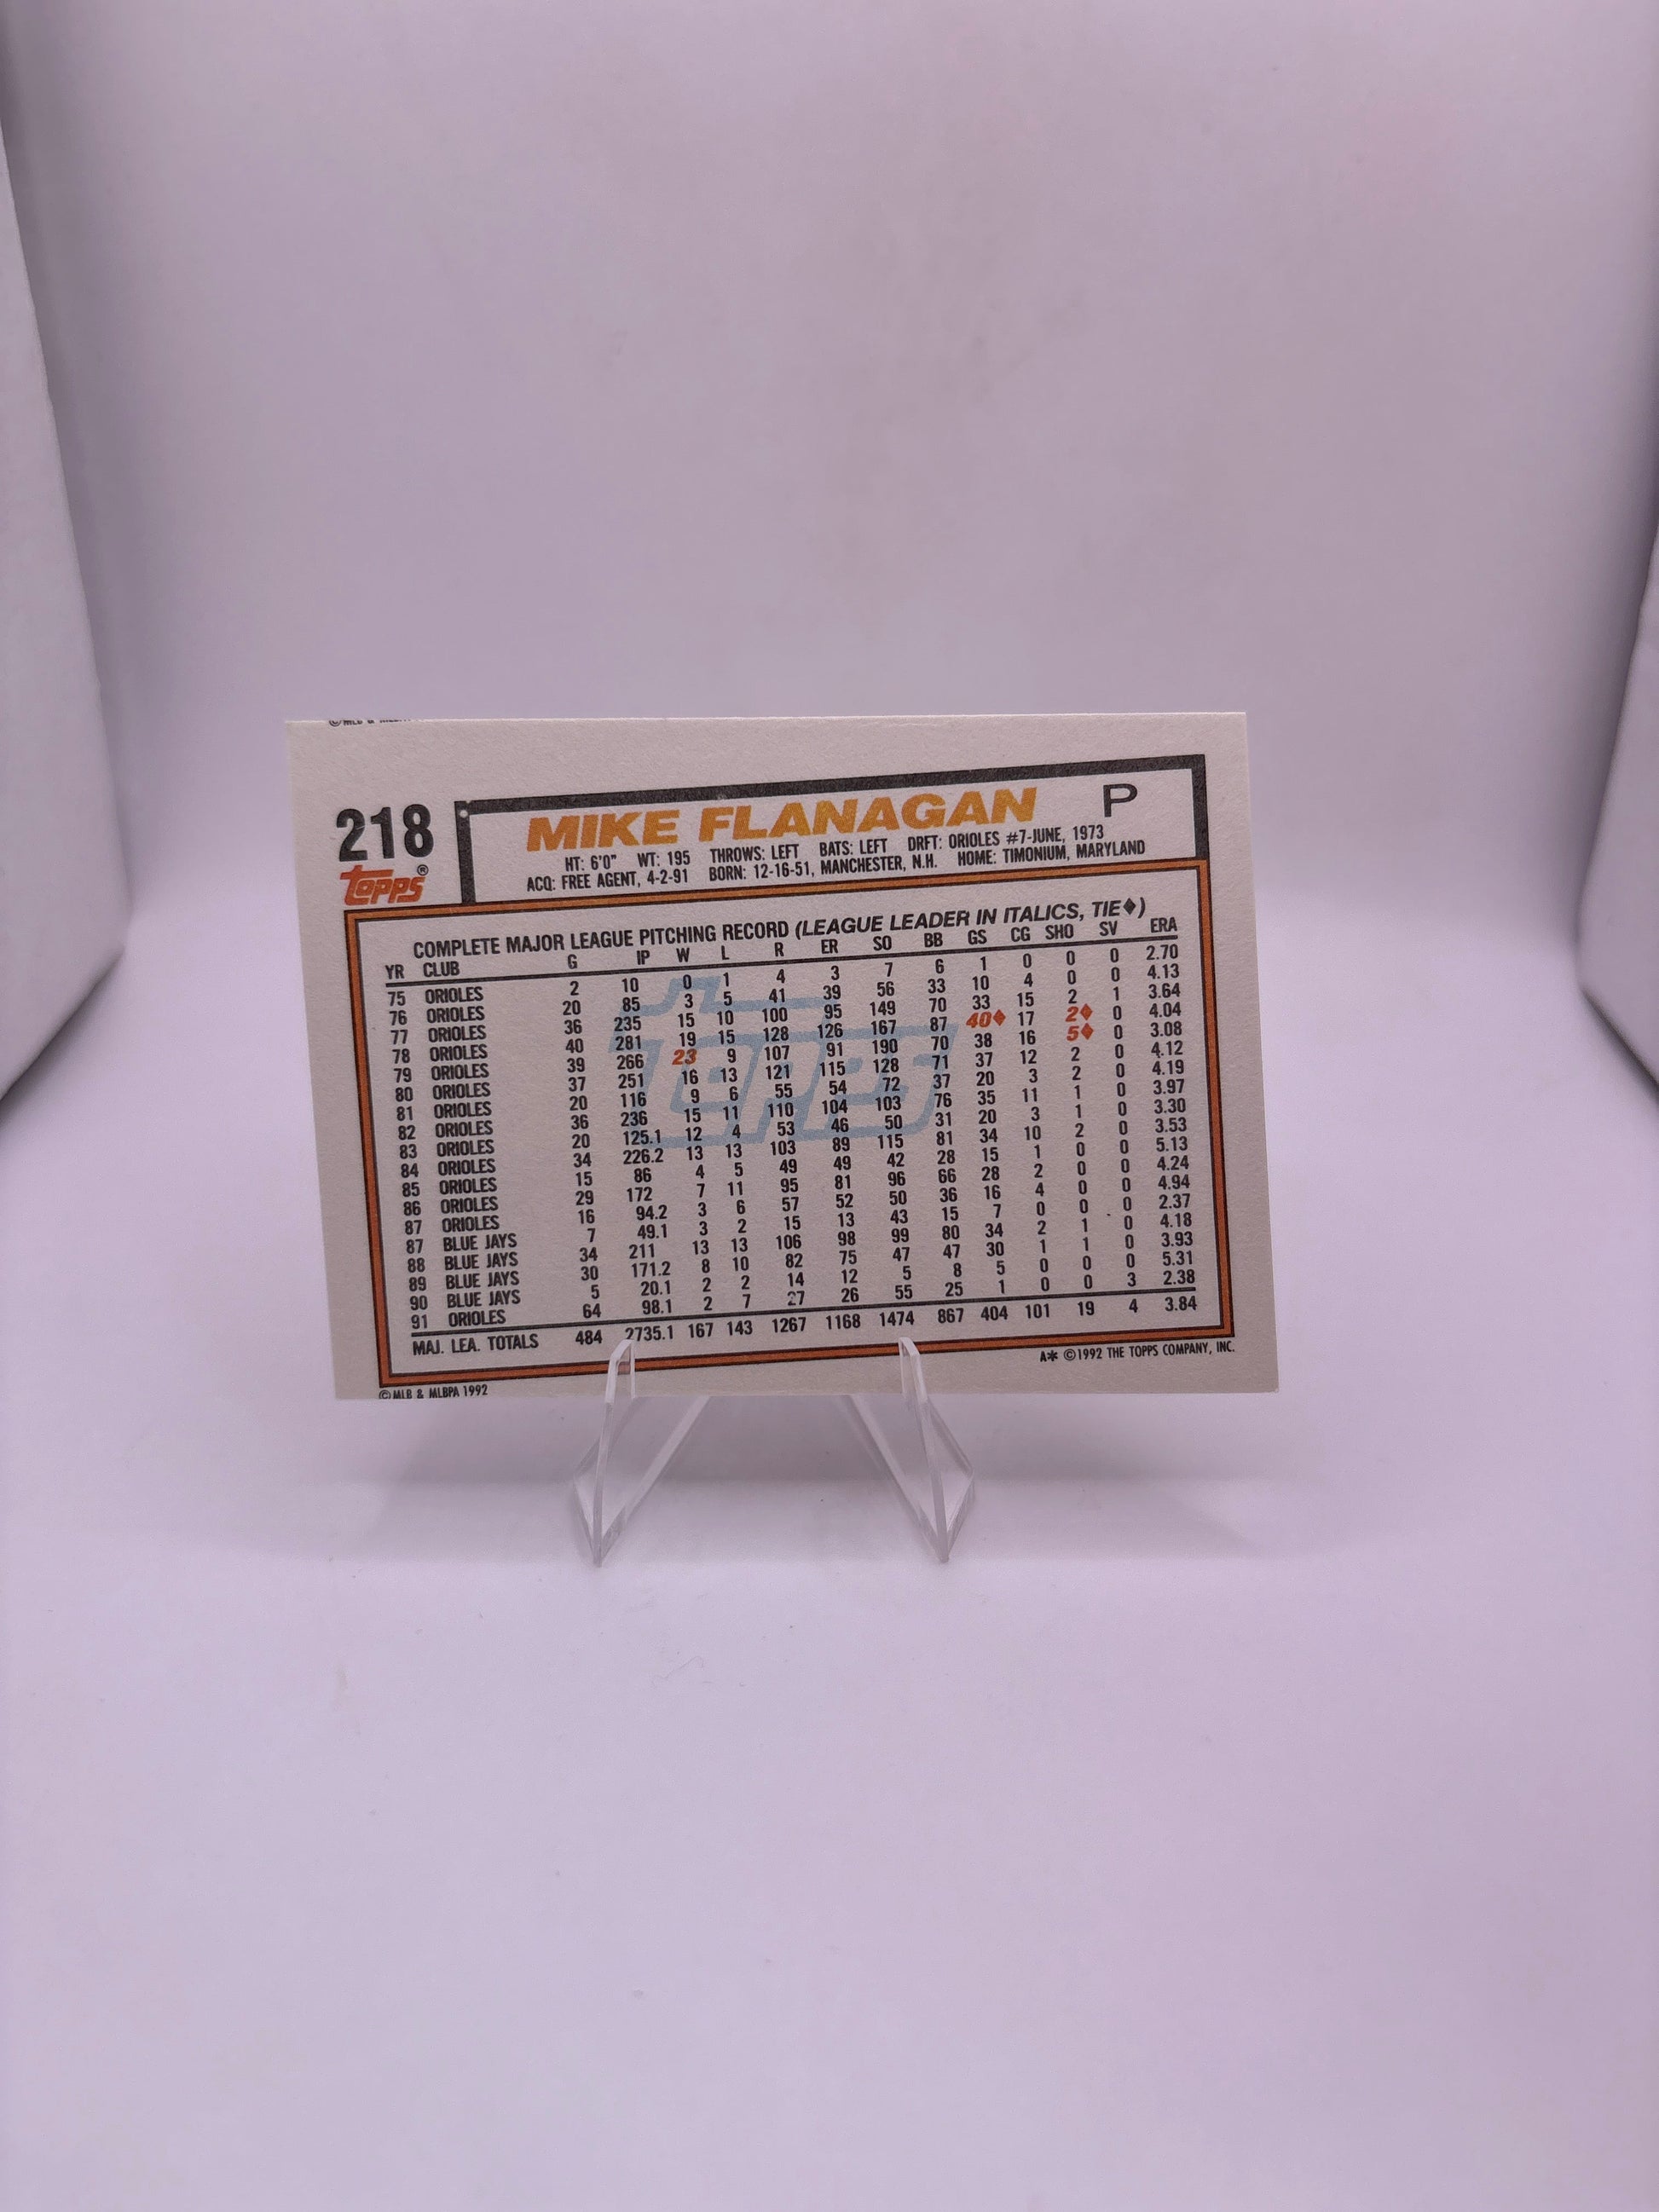 218
topps®
MIKE FLANAGAN P
HT: 6'0" WT: 195 THROWS: LEFT BATS: LEFT DRFT: ORIOLES #7-JUNE, 1973
ACQ: FREE AGENT, 4-2-91 BORN: 12-16-51, MANCHESTER, N.H. HOME: TIMONIUM, MARYLAND
COMPLETE MAJOR LEAGUE PITCHING RECORD (LEAGUE LEADER IN ITALICS, TIE♦)
YR CLUB G IP W L R ER SO BB GS CG SHO SV ERA
75 ORIOLES 2 10 0 1 4 3 7 6 1 0 0 0 2.70
76 ORIOLES 20 85 3 5 41 39 56 33 10 4 0 1 4.13
77 ORIOLES 36 235 15 10 100 95 149 70 33 15 2 1 3.64
78 ORIOLES 40 281 19 15 128 126 167 87 40♦ 17 2♦ 0 4.04
79 ORIOLES 39 266 23 9 107 91 190 70 38 16 5♦ 0 3.08
80 ORIOLES 37 251 16 13 121 115 128 71 37 12 2 0 4.12
81 ORIOLES 20 116 9 6 55 54 72 37 20 3 2 0 4.19
82 ORIOLES 36 236 15 11 110 104 103 76 35 11 1 0 3.97
83 ORIOLES 20 125.1 12 4 53 46 50 31 20 3 1 0 3.30
84 ORIOLES 34 226.2 13 13 103 89 115 81 34 10 2 0 3.53
85 ORIOLES 15 86 4 5 49 49 42 28 15 1 0 0 5.13
86 ORIOLES 29 172 7 11 95 81 96 66 28 2 0 0 4.24
87 ORIOLES 16 94.2 3 6 57 52 50 36 16 4 0 0 4.94
87 BLUE JAYS 7 49.1 3 2 15 13 43 15 7 0 0 0 2.37
88 BLUE JAYS 34 211 13 13 106 98 99 80 34 2 1 0 4.18
89 BLUE JAYS 30 171.2 8 10 82 75 47 47 30 1 1 0 3.93
90 BLUE JAYS 5 20.1 2 2 14 12 5 8 5 0 0 0 5.31
91 ORIOLES 64 98.1 2 7 27 26 55 25 1 0 0 3 2.38
MAJ. LEA. TOTALS 484 2735.1 167 143 1267 1168 1474 867 404 101 19 4 3.84
©MLB & MLBPA 1992
A* ©1992 THE TOPPS COMPANY, INC.